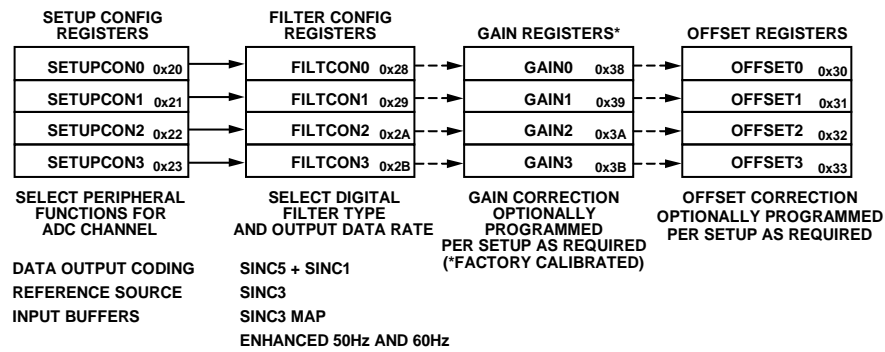 SETUP CONFIG
REGISTERS
FILTER CONFIG
REGISTERS
GAIN REGISTERS*
OFFSET REGISTERS
SETUPCON0 0x20
FILTCON0 0x28
GAIN0 0x38
OFFSET0 0x30
SETUPCON1 0x21
FILTCON1 0x29
GAIN1 0x39
OFFSET1 0x31
SETUPCON2 0x22
FILTCON2 0x2A
GAIN2 0x3A
OFFSET2 0x32
SETUPCON3 0x23
FILTCON3 0x2B
GAIN3 0x3B
OFFSET3 0x33
SELECT PERIPHERAL
FUNCTIONS FOR
ADC CHANNEL
SELECT DIGITAL
FILTER TYPE
AND OUTPUT DATA RATE
GAIN CORRECTION
OPTIONALLY
PROGRAMMED
PER SETUP AS REQUIRED
(*FACTORY CALIBRATED)
OFFSET CORRECTION
OPTIONALLY PROGRAMMED
PER SETUP AS REQUIRED
DATA OUTPUT CODING
REFERENCE SOURCE
INPUT BUFFERS
SINC5 + SINC1
SINC3
SINC3 MAP
ENHANCED 50Hz AND 60Hz